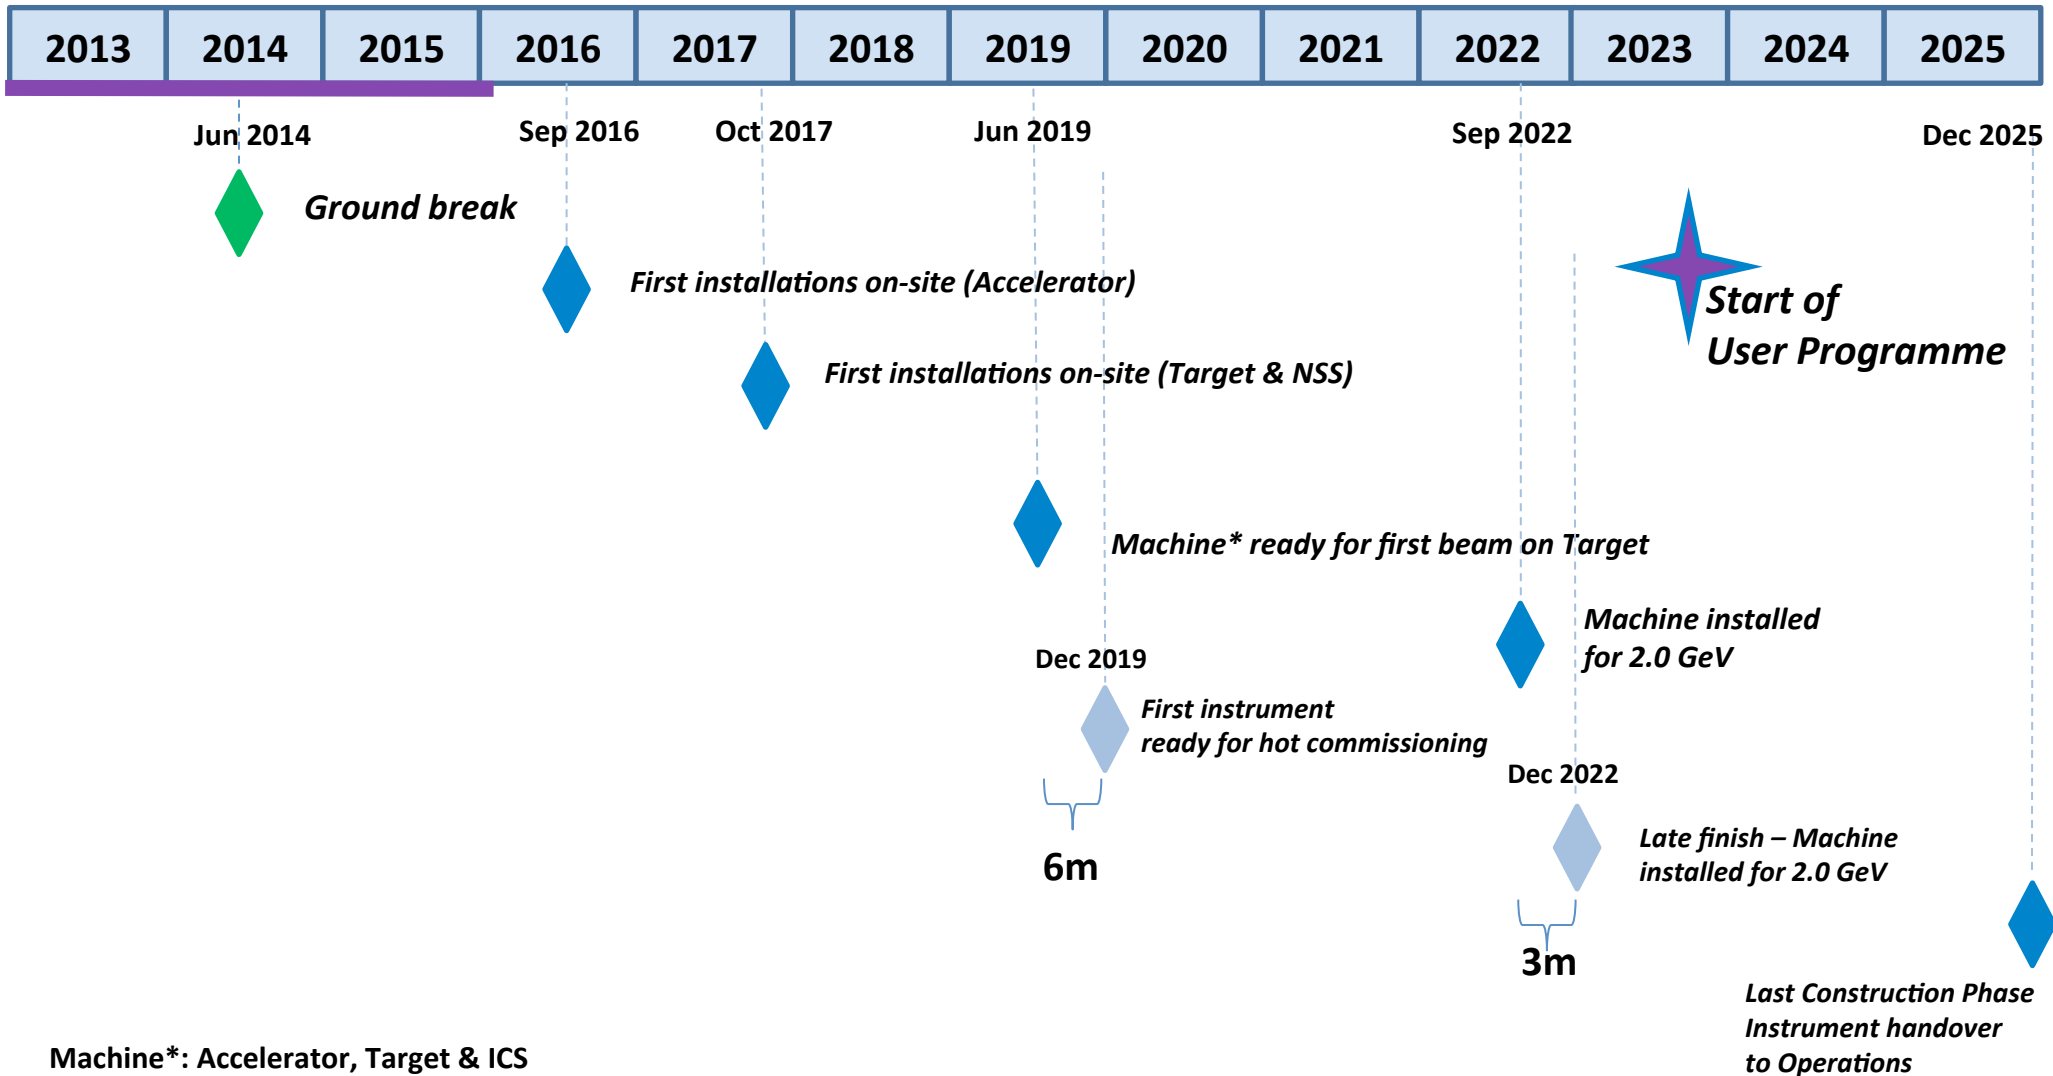 2013 2014 2015 2016 2017 2018 2019 2020 2021 2022 2023 2024 2025
Jun 2014 Sep 2016 Oct 2017 Jun 2019 Sep 2022 Dec 2025
Ground break
First installations on-site (Accelerator)
Start of
User Programme
First installations on-site (Target & NSS)
Machine* ready for first beam on Target
Machine installed
for 2.0 GeV
Dec 2019
First instrument
ready for hot commissioning
Dec 2022
6m
Late finish – Machine
installed for 2.0 GeV
3m
Last Construction Phase
Instrument handover
to Operations
Machine*: Accelerator, Target & ICS